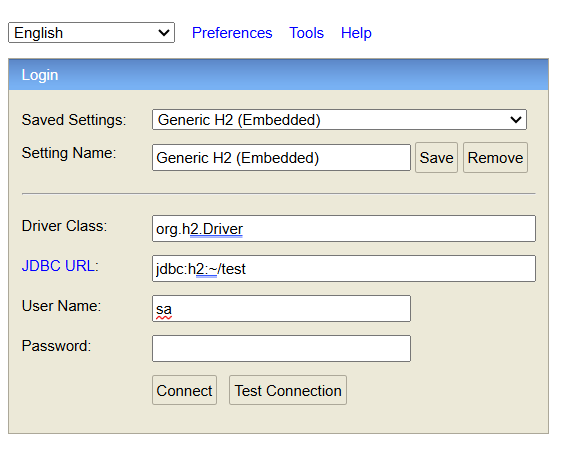 English Preferences Tools Help
Login
Saved Settings: Generic H2 (Embedded)
Setting Name: Generic H2 (Embedded) Save Remove
Driver Class: org.h2.Driver
JDBC URL: jdbc:h2:~/test
User Name: sa
Password:
Connect Test Connection